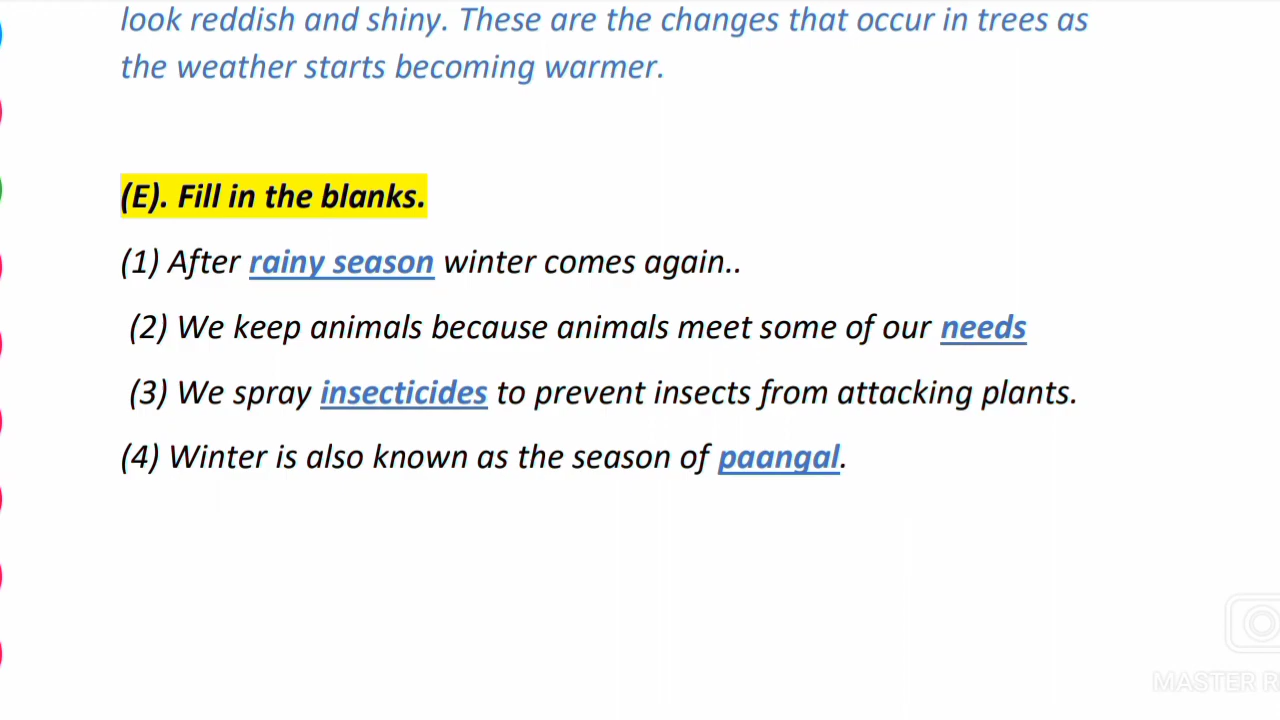 look reddish and shiny. These are the changes that occur in trees as
the weather starts becoming warmer.
(E). Fill in the blanks.
(1) After rainy season winter comes again..
(2) We keep animals because animals meet some of our needs
(3) We spray insecticides to prevent insects from attacking plants.
(4) Winter is also known as the season of paangal.
MASTER R